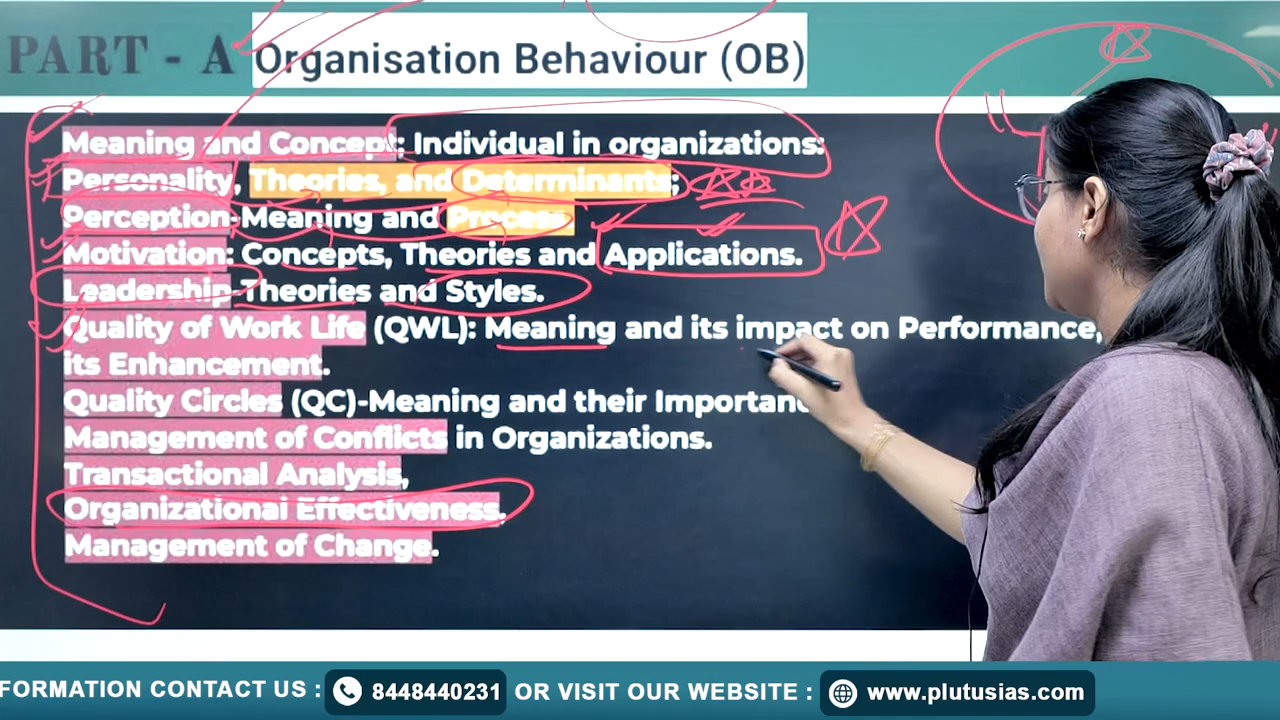 PART - A Organisation Behaviour (OB)
Meaning and Concept: Individual in organizations:
Personality, Theories, and Determinants;
Perception-Meaning and Process
Motivation: Concepts, Theories and Applications.
Leadership-Theories and Styles.
Quality of Work Life (QWL): Meaning and its impact on Performance,
its Enhancement.
Quality Circles (QC)-Meaning and their
Management of Conflicts in Organizations.
Transactional Analysis,
Organizational Effectiveness.
Management of Change.
FORMATION CONTACT US : 8448440231 OR VISIT OUR WEBSITE : www.plutusias.com